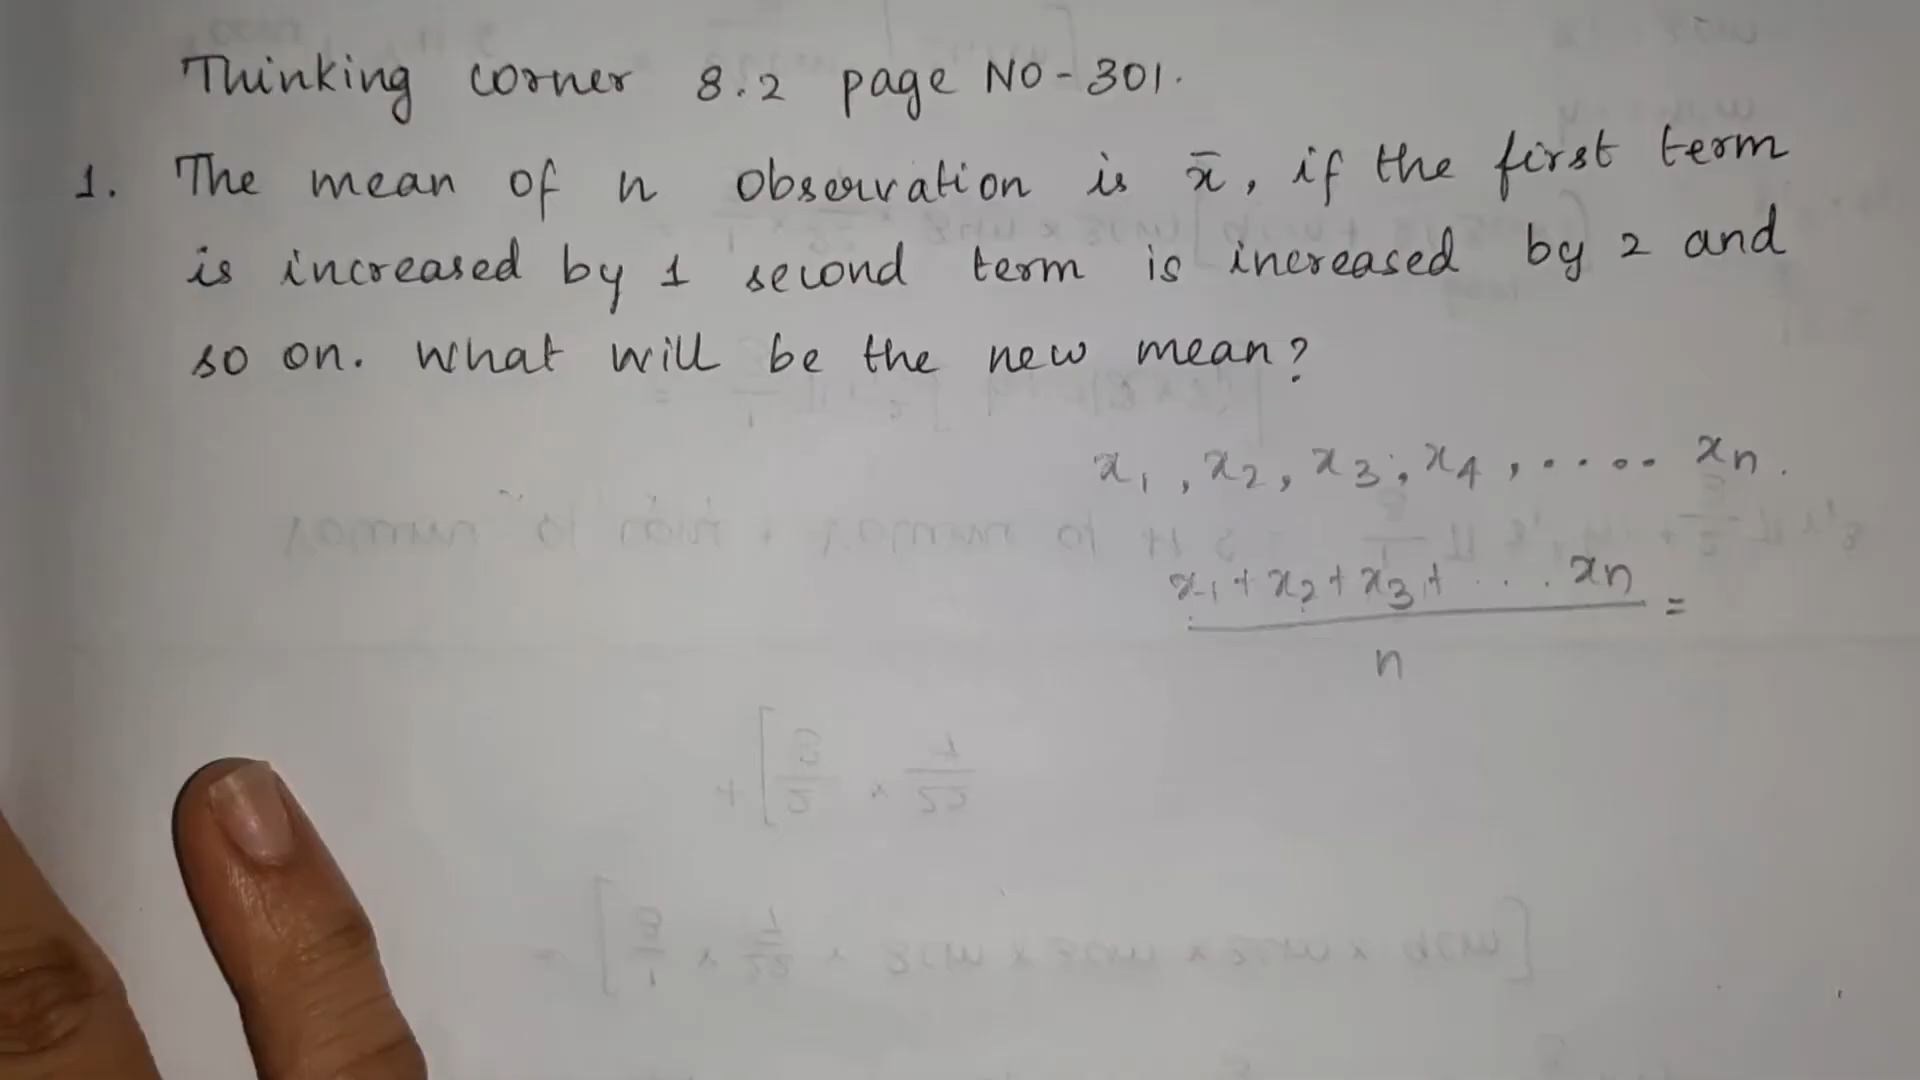 Thinking corner 8.2 page NO-301.
1. The mean of n observation is x̄, if the first term
is increased by 1 second term is increased by 2 and
so on. What will be the new mean?
x₁, x₂, x₃, x₄, ..... xₙ.
x₁ + x₂ + x₃ + ... xₙ =
n